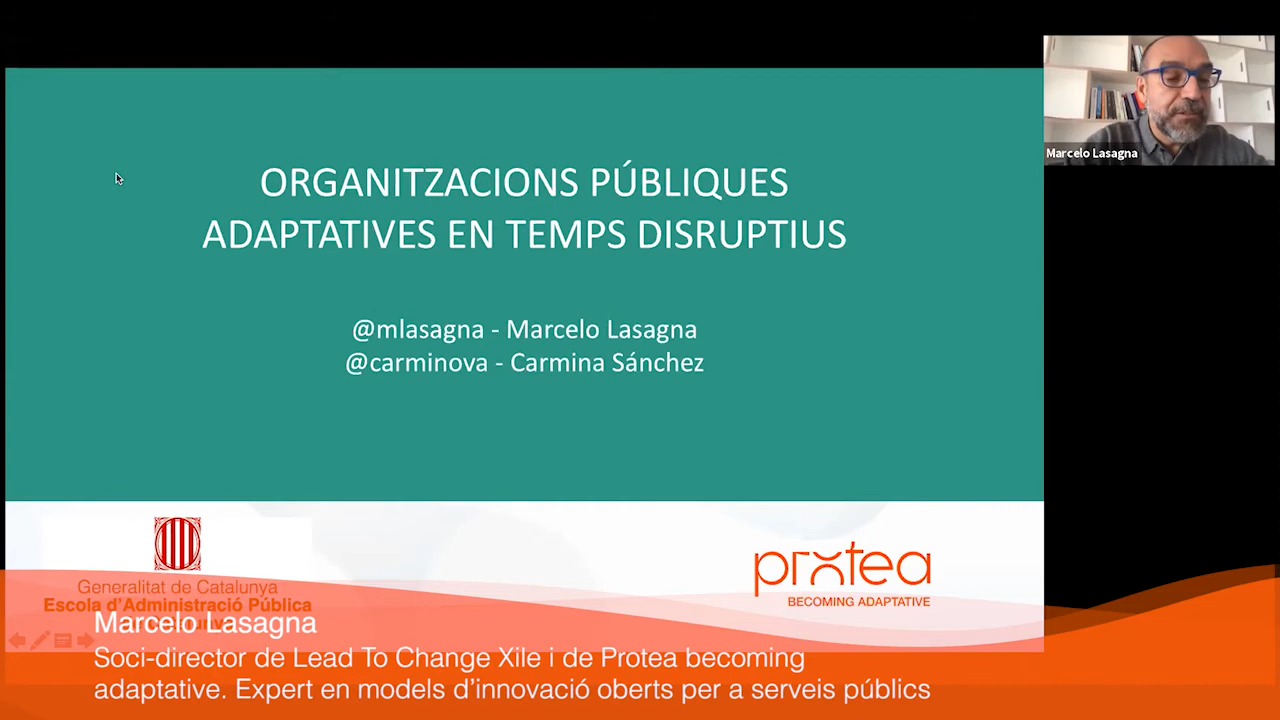 ORGANITZACIONS PÚBLIQUES
ADAPTATIVES EN TEMPS DISRUPTIUS
@mlasagna - Marcelo Lasagna
@carminova - Carmina Sánchez
Marcelo Lasagna
Generalitat de Catalunya
Escola d'Administració Pública
protea
BECOMING ADAPTATIVE
Marcelo Lasagna
Soci-director de Lead To Change Xile i de Protea becoming
adaptative. Expert en models d'innovació oberts per a serveis públics